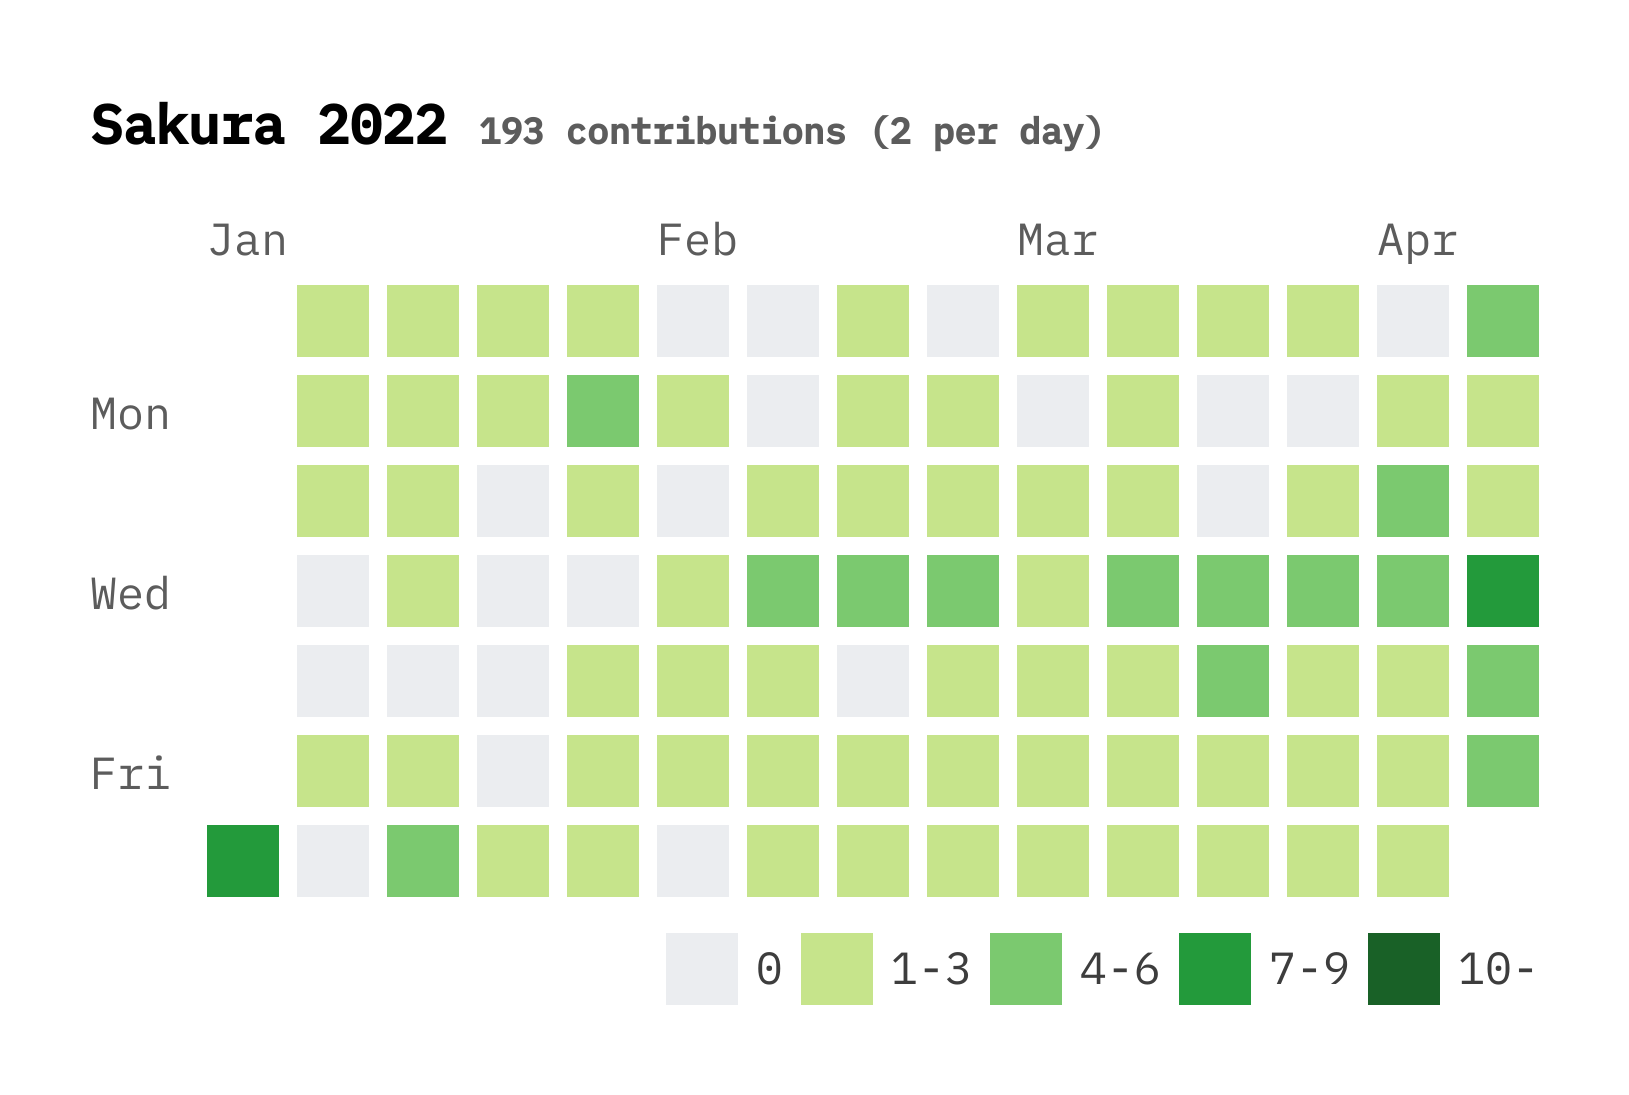 Sakura 2022 193 contributions (2 per day)
Jan Feb Mar Apr
Mon
Wed
Fri
0 1-3 4-6 7-9 10-